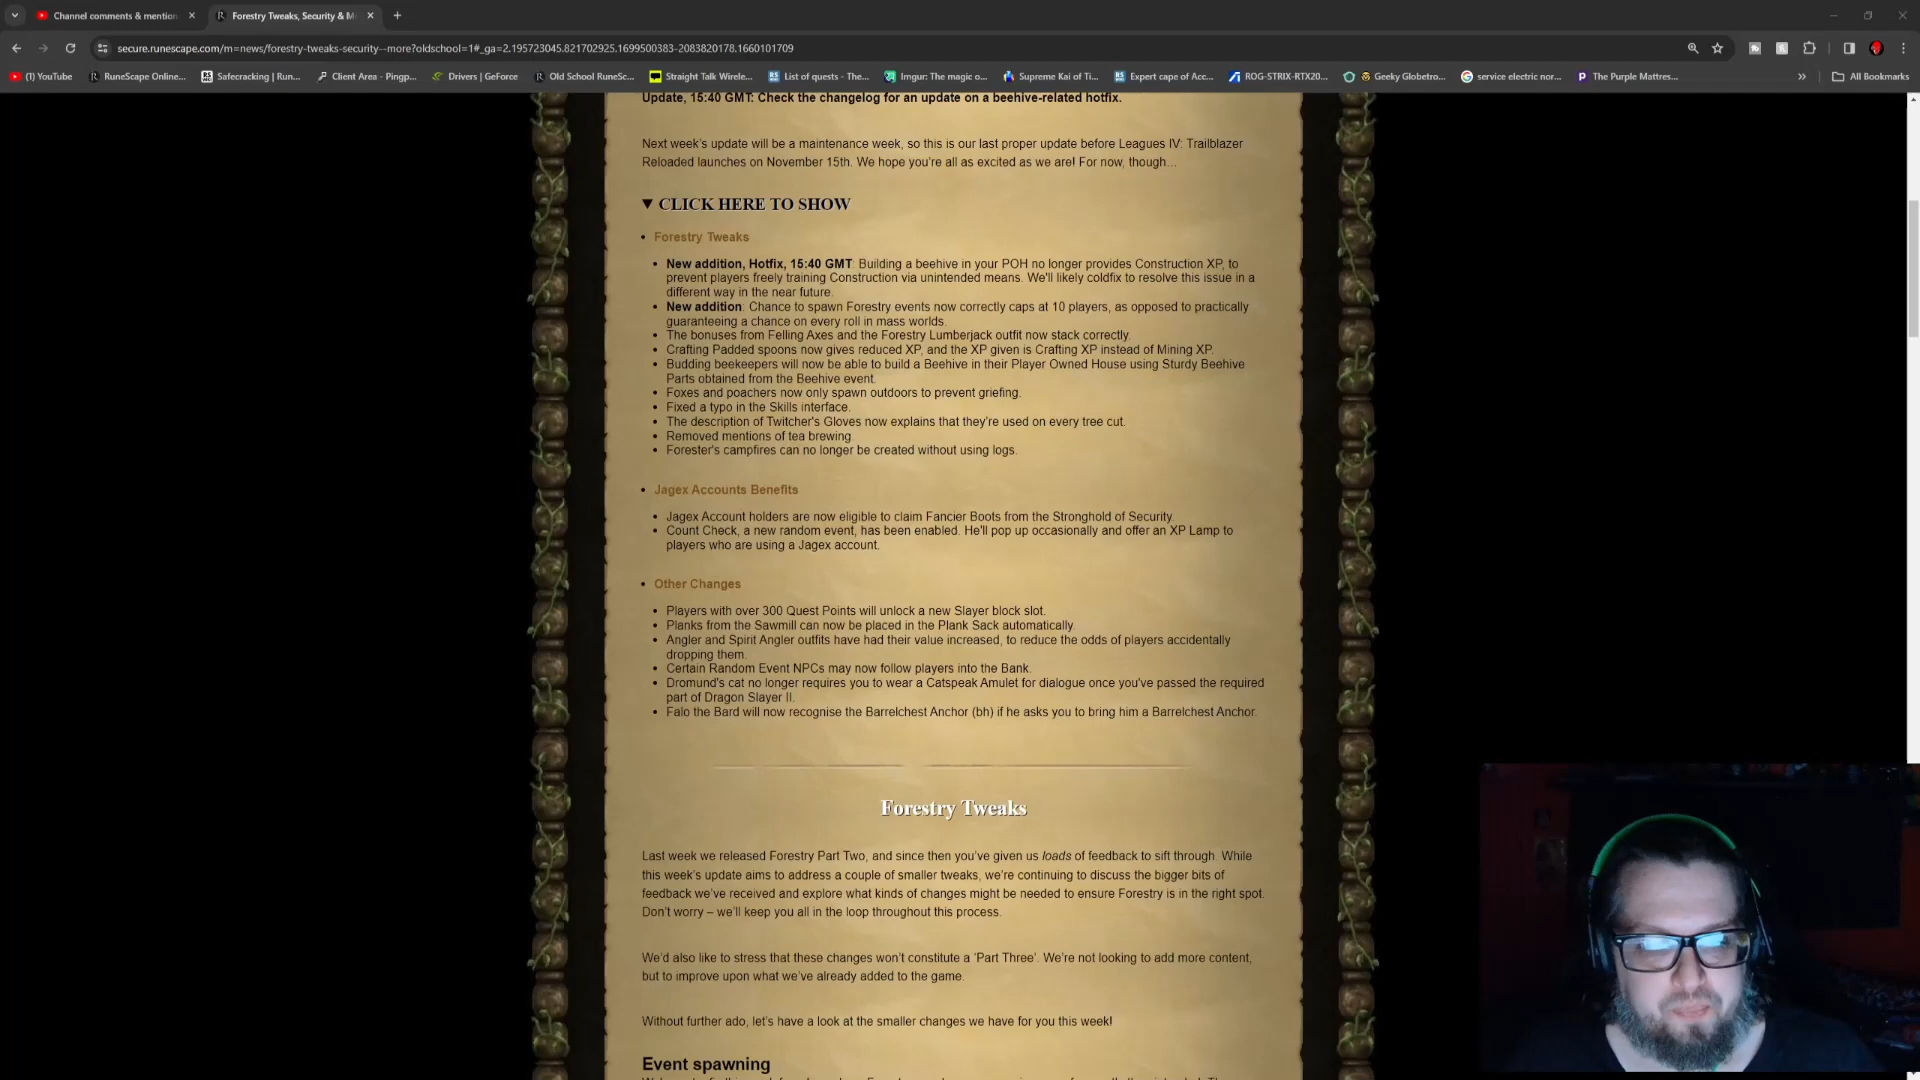 Channel comments & mention
Forestry Tweaks, Security & M
secure.runescape.com/m=news/forestry-tweaks-security--more?oldschool=1#_ga=2.195723045.821702925.1699500383-2083820178.1660101709
(1) YouTube
RuneScape Online...
Safecracking | Run...
Client Area - Pingp...
Drivers | GeForce
Old School RuneSc...
Straight Talk Wirele...
List of quests - The...
Imgur: The magic o...
Supreme Kai of Ti...
Expert cape of Acc...
ROG-STRIX-RTX20...
Geeky Globetro...
service electric nor...
The Purple Mattres...
All Bookmarks
Update, 15:40 GMT: Check the changelog for an update on a beehive-related hotfix.
Next week's update will be a maintenance week, so this is our last proper update before Leagues IV: Trailblazer
Reloaded launches on November 15th. We hope you're all as excited as we are! For now, though...
▼ CLICK HERE TO SHOW
• Forestry Tweaks
• New addition, Hotfix, 15:40 GMT: Building a beehive in your POH no longer provides Construction XP, to
prevent players freely training Construction via unintended means. We'll likely coldfix to resolve this issue in a
different way in the near future.
• New addition: Chance to spawn Forestry events now correctly caps at 10 players, as opposed to practically
guaranteeing a chance on every roll in mass worlds.
• The bonuses from Felling Axes and the Forestry Lumberjack outfit now stack correctly.
• Crafting Padded spoons now gives reduced XP, and the XP given is Crafting XP instead of Mining XP.
• Budding beekeepers will now be able to build a Beehive in their Player Owned House using Sturdy Beehive
Parts obtained from the Beehive event.
• Foxes and poachers now only spawn outdoors to prevent griefing.
• Fixed a typo in the Skills interface.
• The description of Twitcher's Gloves now explains that they're used on every tree cut.
• Removed mentions of tea brewing.
• Forester's campfires can no longer be created without using logs.
• Jagex Accounts Benefits
• Jagex Account holders are now eligible to claim Fancier Boots from the Stronghold of Security.
• Count Check, a new random event, has been enabled. He'll pop up occasionally and offer an XP Lamp to
players who are using a Jagex account.
• Other Changes
• Players with over 300 Quest Points will unlock a new Slayer block slot.
• Planks from the Sawmill can now be placed in the Plank Sack automatically.
• Angler and Spirit Angler outfits have had their value increased, to reduce the odds of players accidentally
dropping them.
• Certain Random Event NPCs may now follow players into the Bank.
• Dromund's cat no longer requires you to wear a Catspeak Amulet for dialogue once you've passed the required
part of Dragon Slayer II.
• Falo the Bard will now recognise the Barrelchest Anchor (bh) if he asks you to bring him a Barrelchest Anchor.
Forestry Tweaks
Last week we released Forestry Part Two, and since then you've given us loads of feedback to sift through. While
this week's update aims to address a couple of smaller tweaks, we're continuing to discuss the bigger bits of
feedback we've received and explore what kinds of changes might be needed to ensure Forestry is in the right spot.
Don't worry – we'll keep you all in the loop throughout this process.
We'd also like to stress that these changes won't constitute a 'Part Three'. We're not looking to add more content,
but to improve upon what we've already added to the game.
Without further ado, let's have a look at the smaller changes we have for you this week!
Event spawning